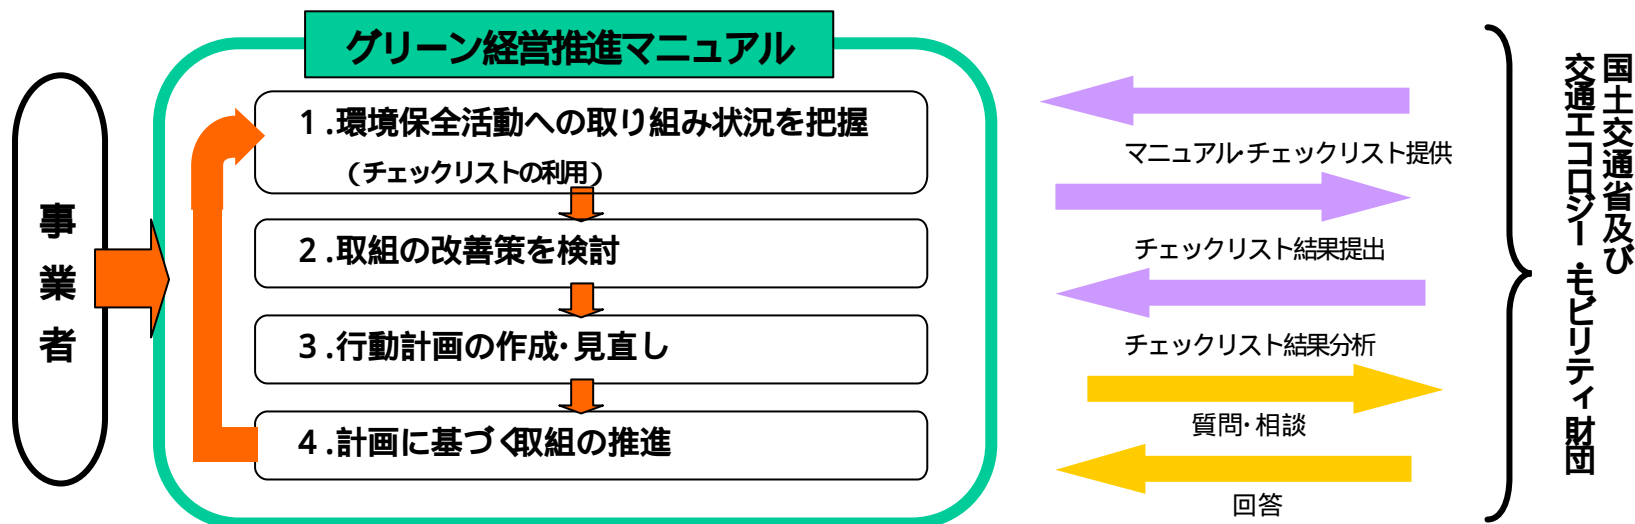 グリーン経営推進マニュアル
事業者
1.環境保全活動への取り組み状況を把握
(チェックリストの利用)
2.取組の改善策を検討
3.行動計画の作成・見直し
4.計画に基づく取組の推進
マニュアル・チェックリスト提供
チェックリスト結果提出
チェックリスト結果分析
質問・相談
回答
国土交通省及び
交通エコロジー・モビリティ財団